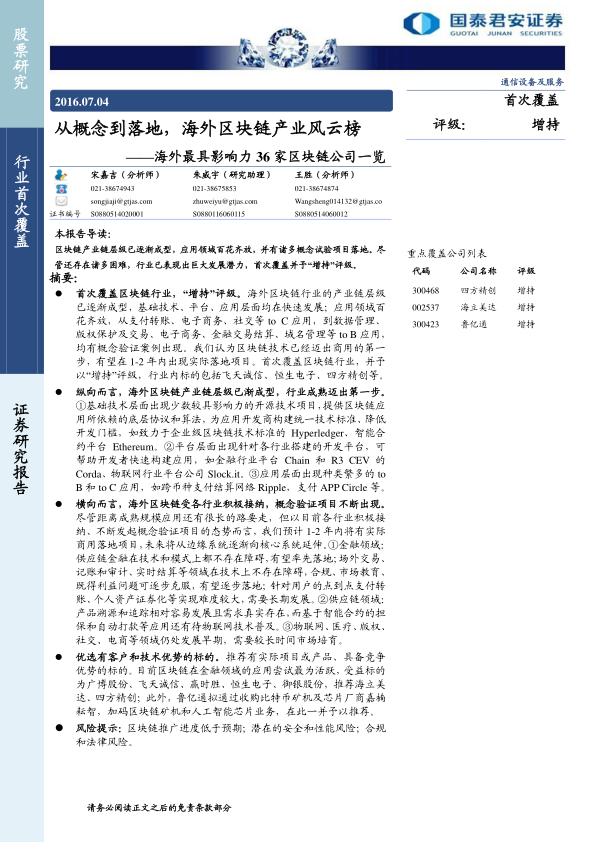 股票研究
行业首次覆盖
证券研究报告
国泰君安证券
GUOTAI JUNAN SECURITIES
通信设备及服务
首次覆盖
评级： 增持
2016.07.04
从概念到落地，海外区块链产业风云榜
——海外最具影响力 36 家区块链公司一览
宋嘉吉（分析师） 朱威宇（研究助理） 王胜（分析师）
021-38674943 021-38675853 021-38674874
songjiaji@gtjas.com zhuweiyu@gtjas.com Wangsheng014132@gtjas.co
证书编号 S0880514020001 S0880116060115 S0880514060012
本报告导读：
区块链产业链层级已逐渐成型，应用领域百花齐放，并有诸多概念试验项目落地。尽
管还存在诸多困难，行业已表现出巨大发展潜力，首次覆盖并予“增持”评级。
摘要：
● 首次覆盖区块链行业，“增持”评级。海外区块链行业的产业链层级
已逐渐成型，基础技术、平台、应用层面均在快速发展；应用领域百
花齐放，从支付转账、电子商务、社交等 to C 应用，到数据管理、
版权保护及交易、电子商务、金融交易结算、域名管理等 to B 应用，
均有概念验证案例出现。我们认为区块链技术已经迈出商用的第一
步，有望在 1-2 年内出现实际落地项目。首次覆盖区块链行业，并予
以“增持”评级，行业内标的包括飞天诚信、恒生电子、四方精创等。
● 纵向而言，海外区块链产业链层级已渐成型，行业成熟迈出第一步。
①基础技术层面出现少数较具影响的开源技术项目，提供区块链应
用所依赖的底层协议和算法，为应用开发商构建统一技术标准、降低
开发门槛，如致力于企业级区块链技术标准的 Hyperledger、智能合
约平台 Ethereum。②平台层面出现针对各行业搭建的开发平台，可
帮助开发者快速构建应用，如金融行业平台 Chain 和 R3 CEV 的
Corda、物联网行业平台公司 Slock.it。③应用层面出现种类繁多的 to
B 和 to C 应用，如跨币种支付结算网络 Ripple，支付 APP Circle 等。
● 横向而言，海外区块链受各行业积极接纳，概念验证项目不断出现。
尽管距离成熟规模应用还有很长的路要走，但以目前各行业积极接
纳、不断发起概念验证项目的态势而言，我们预计 1-2 年内将有实际
商用落地项目，未来将从边缘系统逐渐向核心系统延伸。①金融领域：
供应链金融在技术和模式上都不存在障碍，有望率先落地；场外交易、
记账和审计、实时结算等领域在技术上不存在障碍，合规、市场教育、
既得利益问题可逐步克服，有望逐步落地；针对用户的点到点支付转
账、个人资产证券化等实现难度较大，需要长期发展。②供应链领域：
产品溯源和追踪相对容易发展且需求真实存在，而基于智能合约的担
保和自动打款等应用还有待物联网技术普及。③物联网、医疗、版权、
社交、电商等领域仍处发展早期，需要较长时间市场培育。
● 优选有客户和技术优势的标的。推荐有实际项目或产品、具备竞争
优势的标的。目前区块链在金融领域的应用尝试最为活跃，受益标的
为广博股份、飞天诚信、赢时胜、恒生电子、御银股份，推荐海立美
达、四方精创；此外，鲁亿通拟通过收购比特币矿机及芯片厂商嘉楠
耘智，加码区块链矿机和人工智能芯片业务，在此一并予以推荐。
● 风险提示：区块链推广进度低于预期；潜在的安全和性能风险；合规
和法律风险。
重点覆盖公司列表
代码 公司名称 评级
300468 四方精创 增持
002537 海立美达 增持
300423 鲁亿通 增持
请务必阅读正文之后的免责条款部分